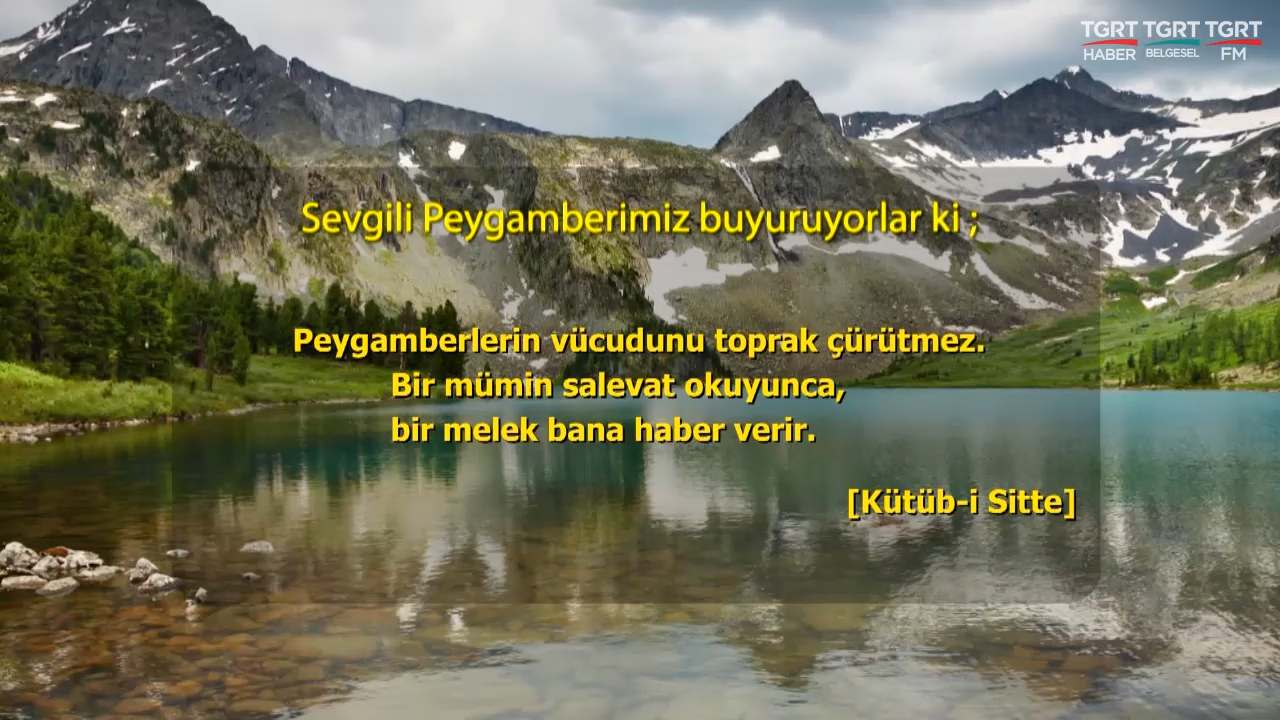 TGRT TGRT TGRT
HABER BELGESEL FM
Sevgili Peygamberimiz buyuruyorlar ki ;
Peygamberlerin vücudunu toprak çürütmez.
Bir mümin salevat okuyunca,
bir melek bana haber verir.
[Kütüb-i Sitte]